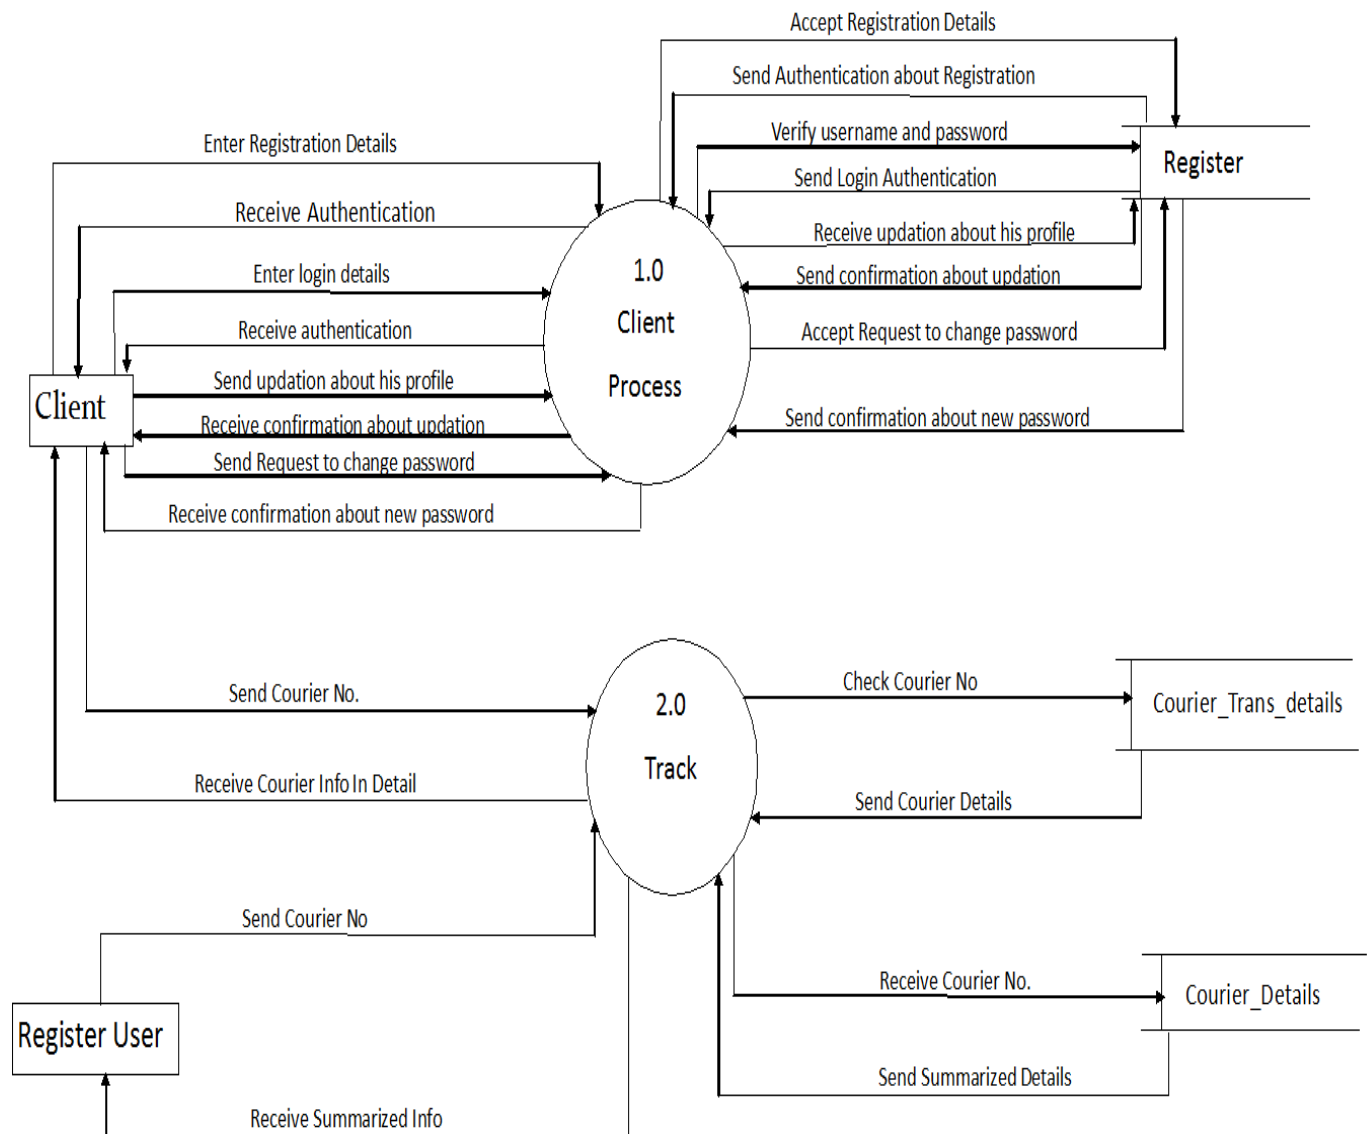 Accept Registration Details
Send Authentication about Registration
Enter Registration Details
Verify username and password
Register
Send Login Authentication
Receive Authentication
Receive updation about his profile
1.0
Client
Process
Enter login details
Send confirmation about updation
Receive authentication
Accept Request to change password
Send updation about his profile
Client
Receive confirmation about updation
Send confirmation about new password
Send Request to change password
Receive confirmation about new password
Send Courier No.
Check Courier No
2.0
Track
Courier_Trans_details
Receive Courier Info In Detail
Send Courier Details
Send Courier No
Receive Courier No.
Courier_Details
Register User
Send Summarized Details
Receive Summarized Info